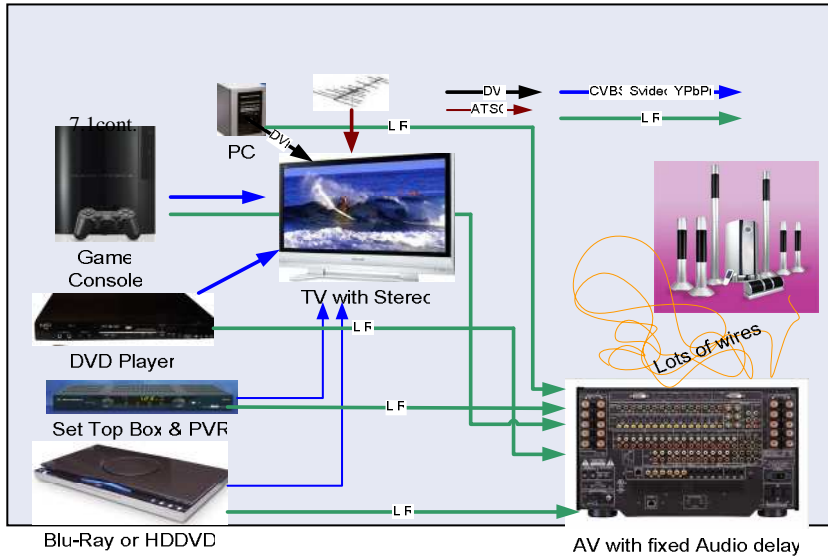 DV
CVBS Svideo YPbPr
ATSC
L R
L R
7.1cont.
PC
DVI
Game
Console
TV with Stereo
DVD Player
L R
Lots of wires
Set Top Box & PVR
L R
Blu-Ray or HDDVD
L R
AV with fixed Audio delay